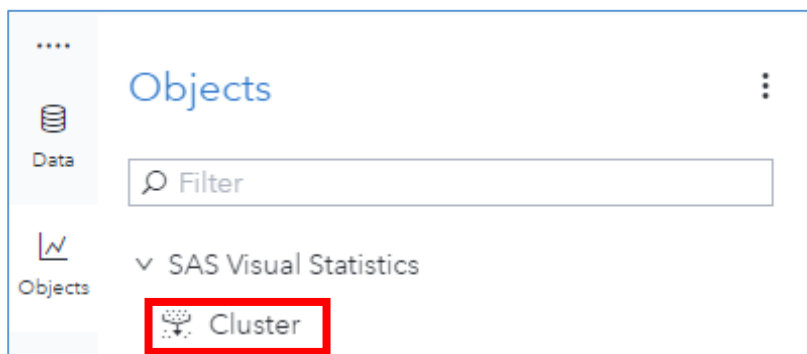 Data
Objects
Objects
Filter
SAS Visual Statistics
Cluster